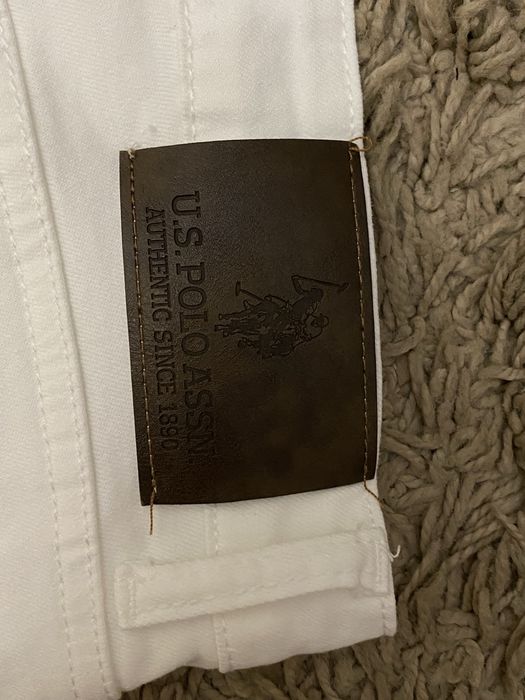 U.S. POLO ASSN.
AUTHENTIC SINCE 1890